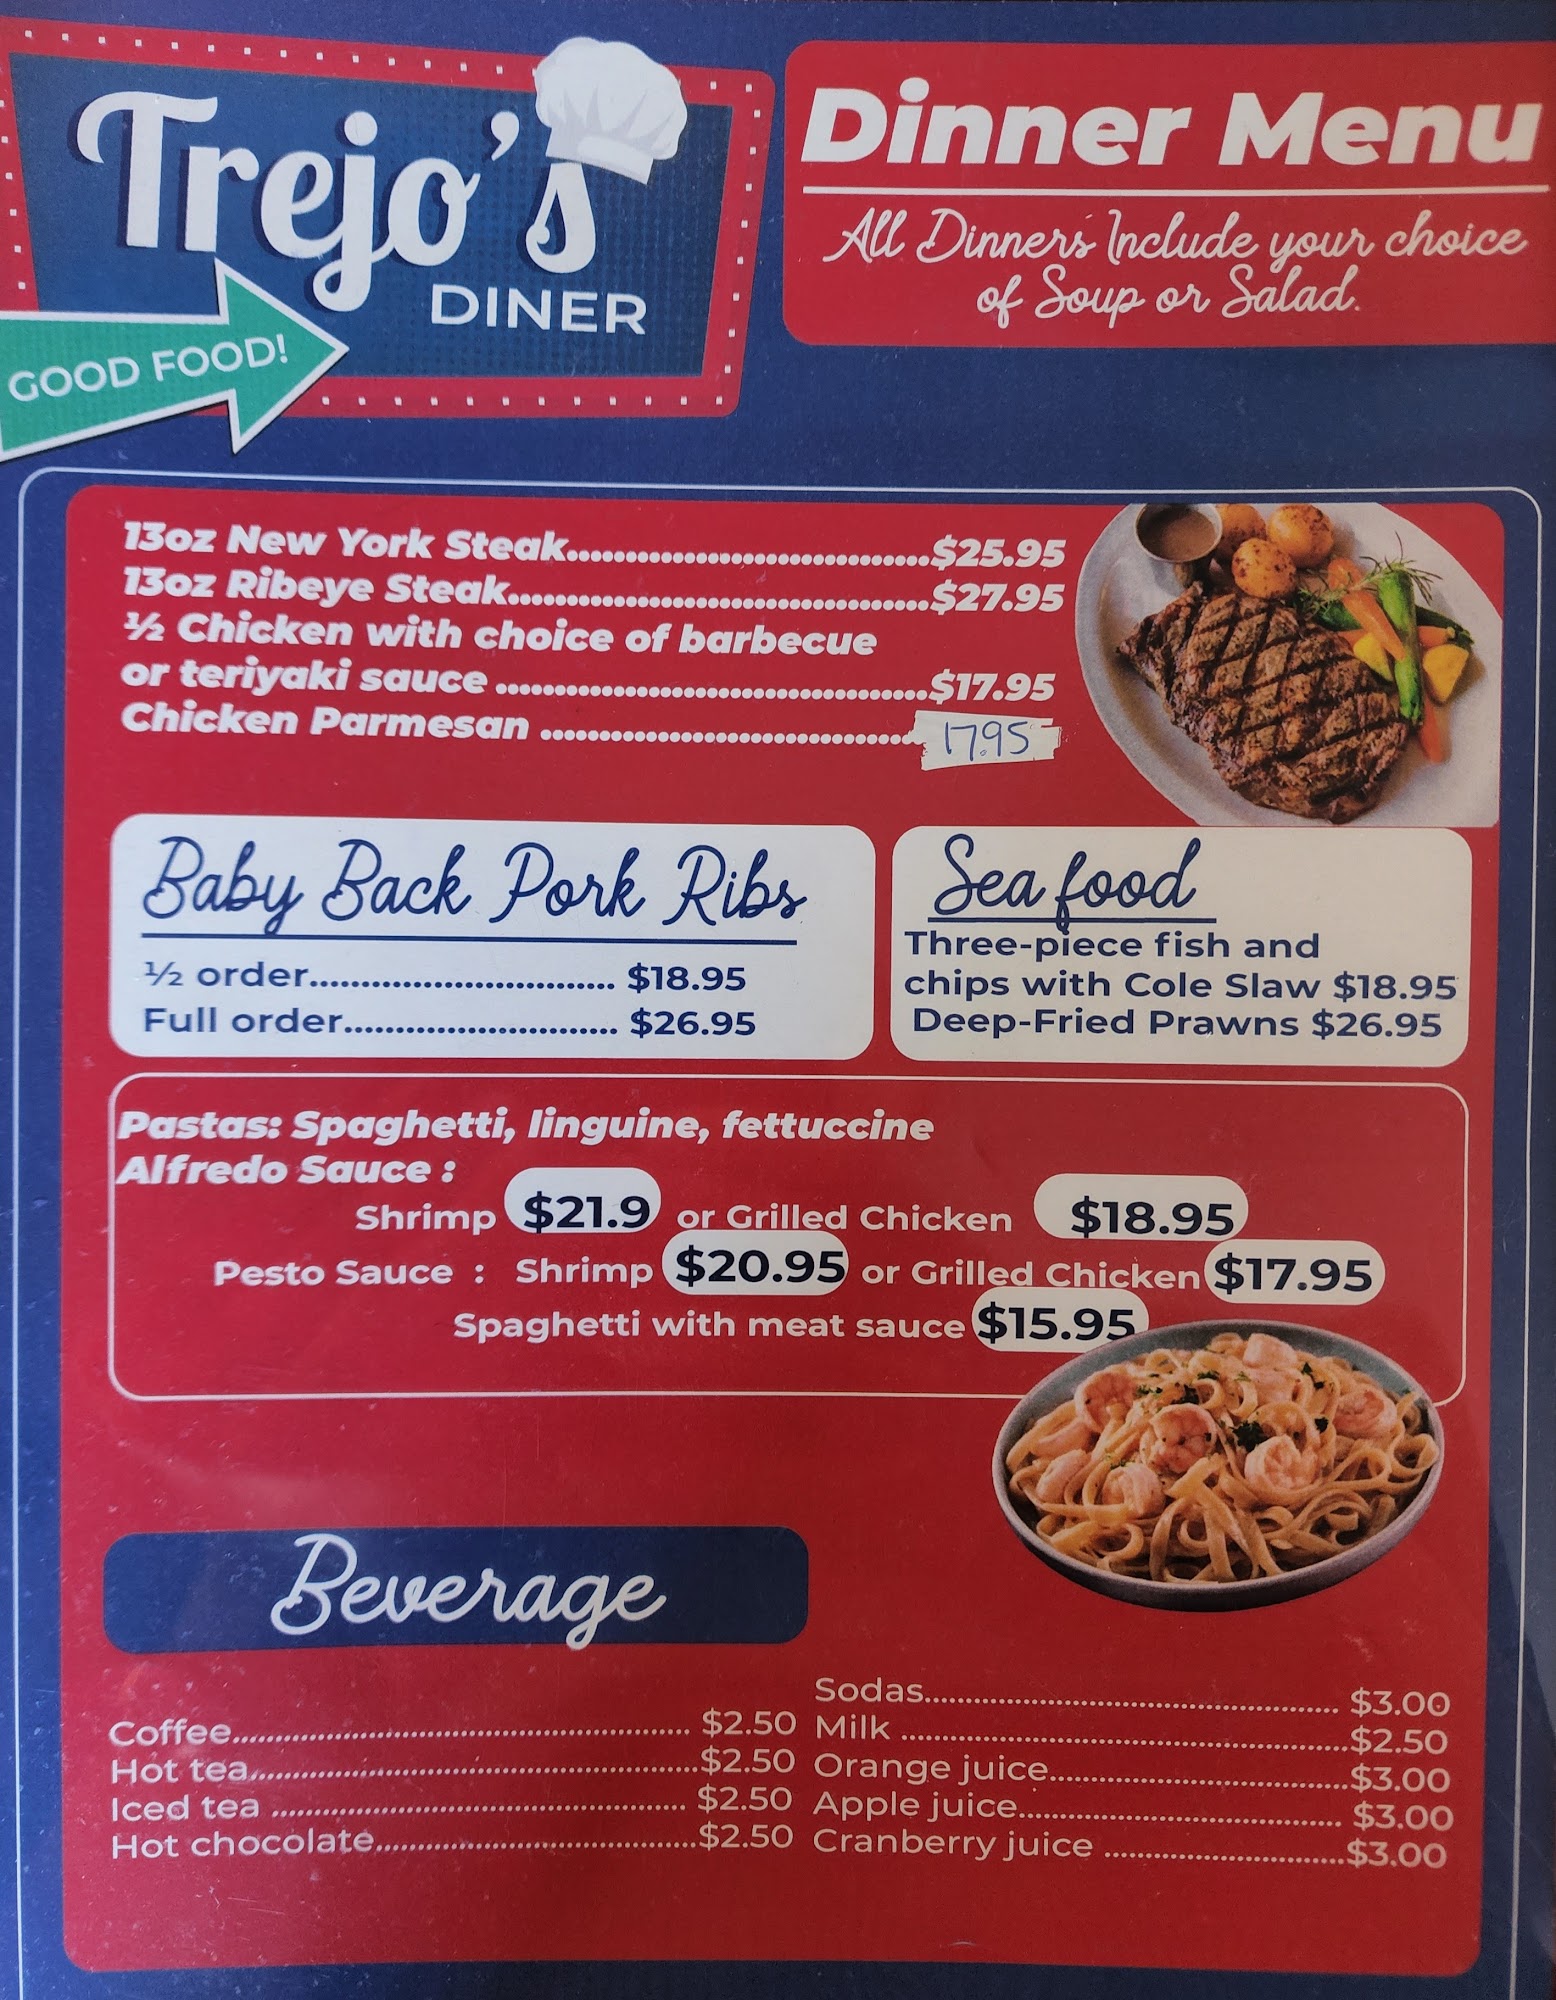 Trejo's
DINER
GOOD FOOD!
Dinner Menu
All Dinners Include your choice
of Soup or Salad.
13oz New York Steak..............................$25.95
13oz Ribeye Steak..............................$27.95
½ Chicken with choice of barbecue
or teriyaki sauce ..............................$17.95
Chicken Parmesan .............................. 17.95
Baby Back Pork Ribs
½ order.............................. $18.95
Full order.............................. $26.95
Sea food
Three-piece fish and
chips with Cole Slaw $18.95
Deep-Fried Prawns $26.95
Pastas: Spaghetti, linguine, fettuccine
Alfredo Sauce :
Shrimp $21.9 or Grilled Chicken $18.95
Pesto Sauce : Shrimp $20.95 or Grilled Chicken $17.95
Spaghetti with meat sauce $15.95
Beverage
Coffee.............................. $2.50
Hot tea..............................$2.50
Iced tea .............................. $2.50
Hot chocolate..............................$2.50
Sodas.............................. $3.00
Milk ..............................$2.50
Orange juice..............................$3.00
Apple juice.............................. $3.00
Cranberry juice ..............................$3.00